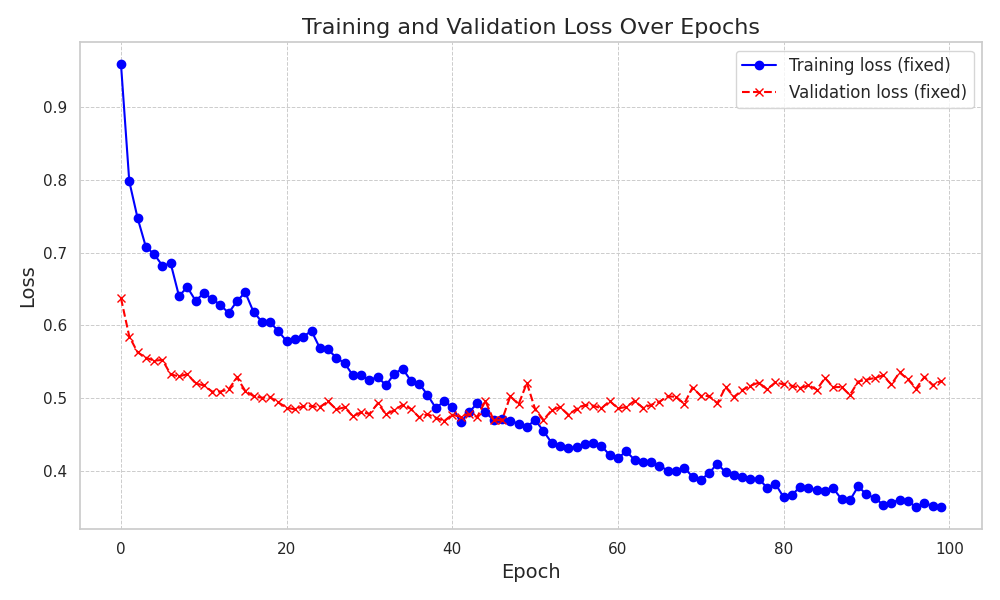 Training and Validation Loss Over Epochs
Training loss (fixed)
Validation loss (fixed)
0.9
0.8
0.7
0.6
0.5
0.4
Loss
0 20 40 60 80 100
Epoch